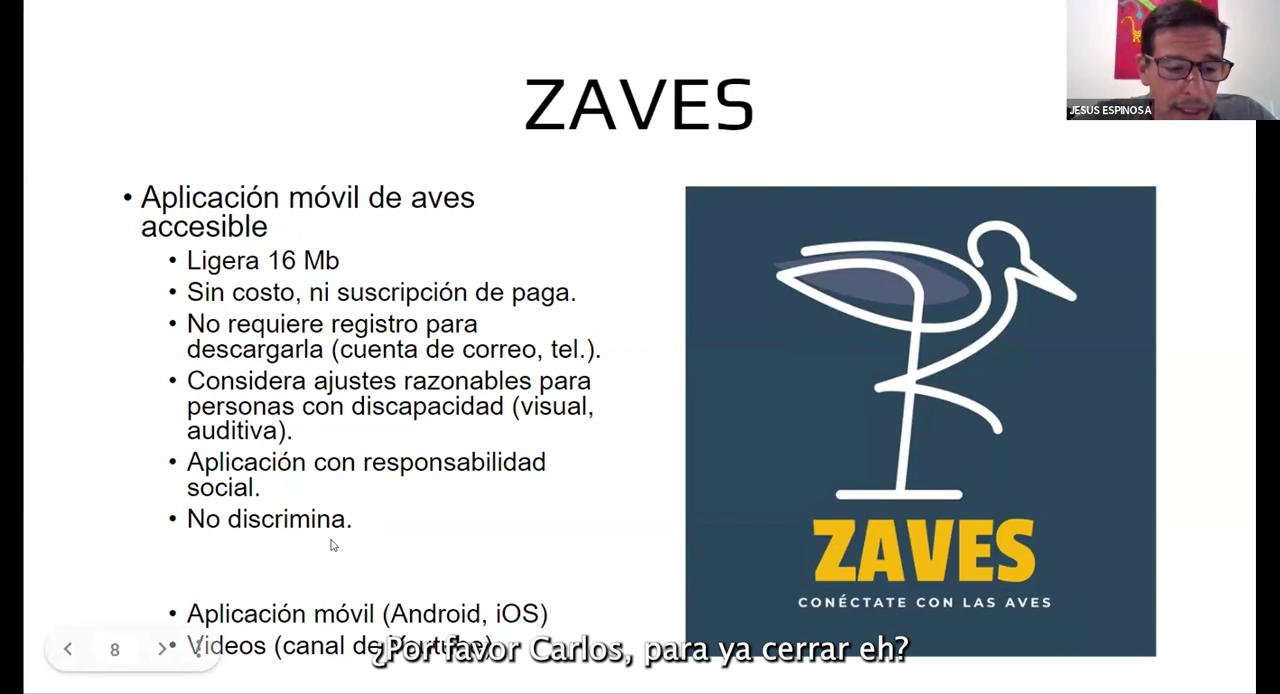 ZAVES
JESUS ESPINOSA
• Aplicación móvil de aves
accesible
• Ligera 16 Mb
• Sin costo, ni suscripción de paga.
• No requiere registro para
descargarla (cuenta de correo, tel.).
• Considera ajustes razonables para
personas con discapacidad (visual,
auditiva).
• Aplicación con responsabilidad
social.
• No discrimina.
• Aplicación móvil (Android, iOS)
• Videos (canal de
ZAVES
CONÉCTATE CON LAS AVES
8
¿Por favor Carlos, para ya cerrar eh?